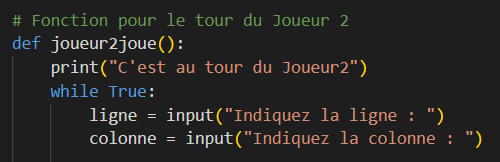 # Fonction pour le tour du Joueur 2
def joueur2joue():
    print("C'est au tour du Joueur2")
    while True:
        ligne = input("Indiquez la ligne : ")
        colonne = input("Indiquez la colonne : ")